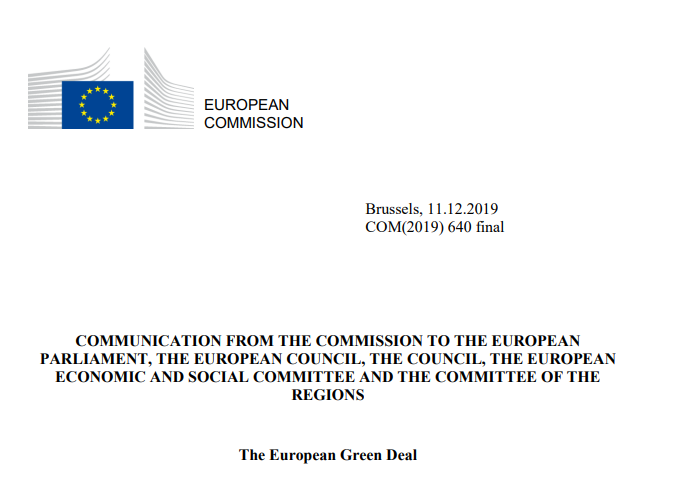 EUROPEAN
COMMISSION
Brussels, 11.12.2019
COM(2019) 640 final
COMMUNICATION FROM THE COMMISSION TO THE EUROPEAN
PARLIAMENT, THE EUROPEAN COUNCIL, THE COUNCIL, THE EUROPEAN
ECONOMIC AND SOCIAL COMMITTEE AND THE COMMITTEE OF THE
REGIONS
The European Green Deal